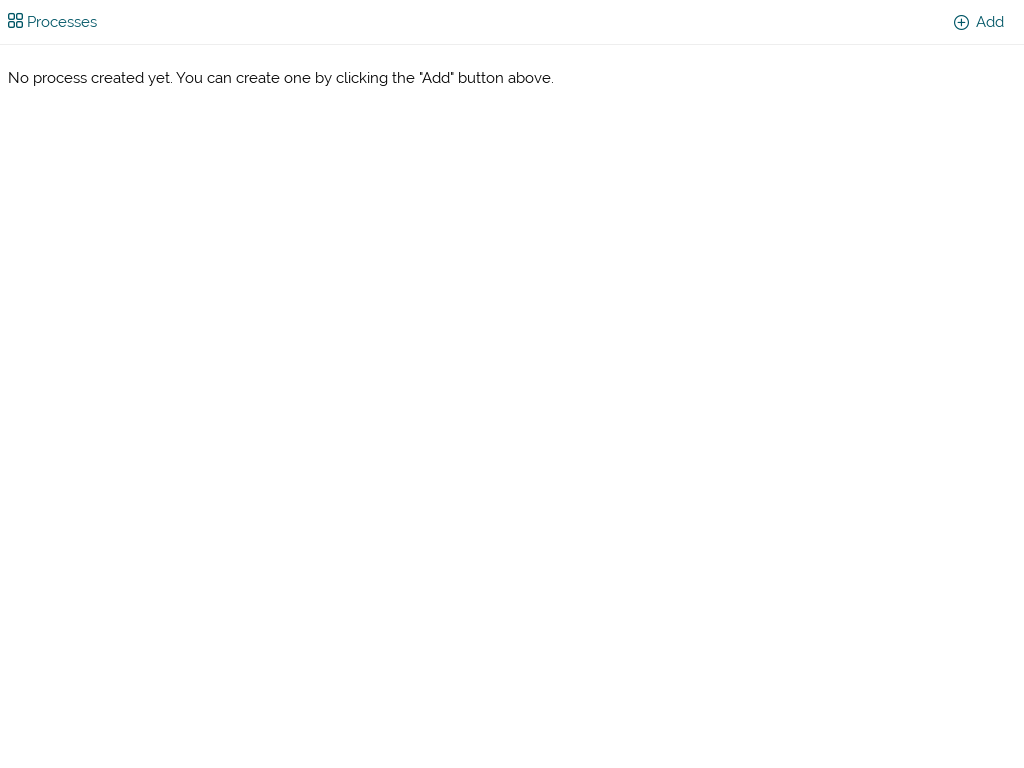 Processes
Add
No process created yet. You can create one by clicking the "Add" button above.